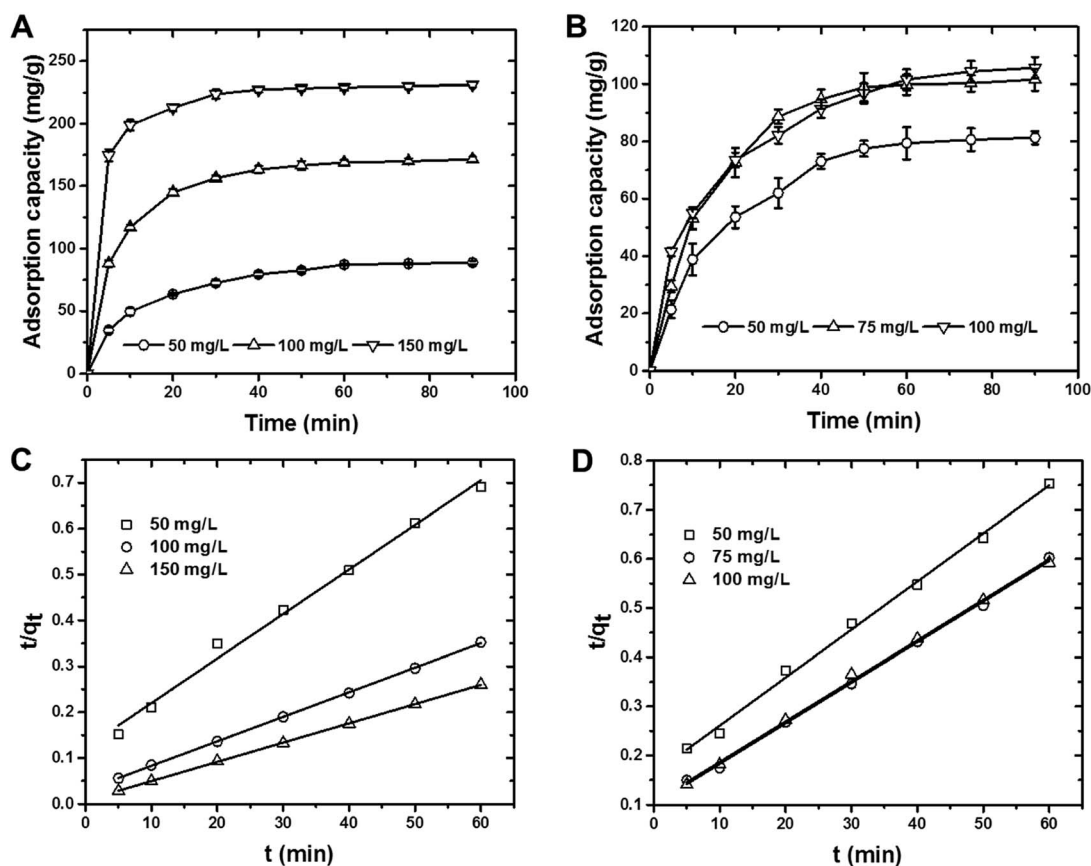 A
Adsorption capacity (mg/g)
250
200
150
100
50
0
50 mg/L 100 mg/L 150 mg/L
0 20 40 60 80 100
Time (min)
B
Adsorption capacity (mg/g)
120
100
80
60
40
20
0
50 mg/L 75 mg/L 100 mg/L
0 20 40 60 80 100
Time (min)
C
t/qt
0.7
0.6
0.5
0.4
0.3
0.2
0.1
0.0
50 mg/L
100 mg/L
150 mg/L
0 10 20 30 40 50 60
t (min)
D
t/qt
0.8
0.7
0.6
0.5
0.4
0.3
0.2
0.1
50 mg/L
75 mg/L
100 mg/L
0 10 20 30 40 50 60
t (min)